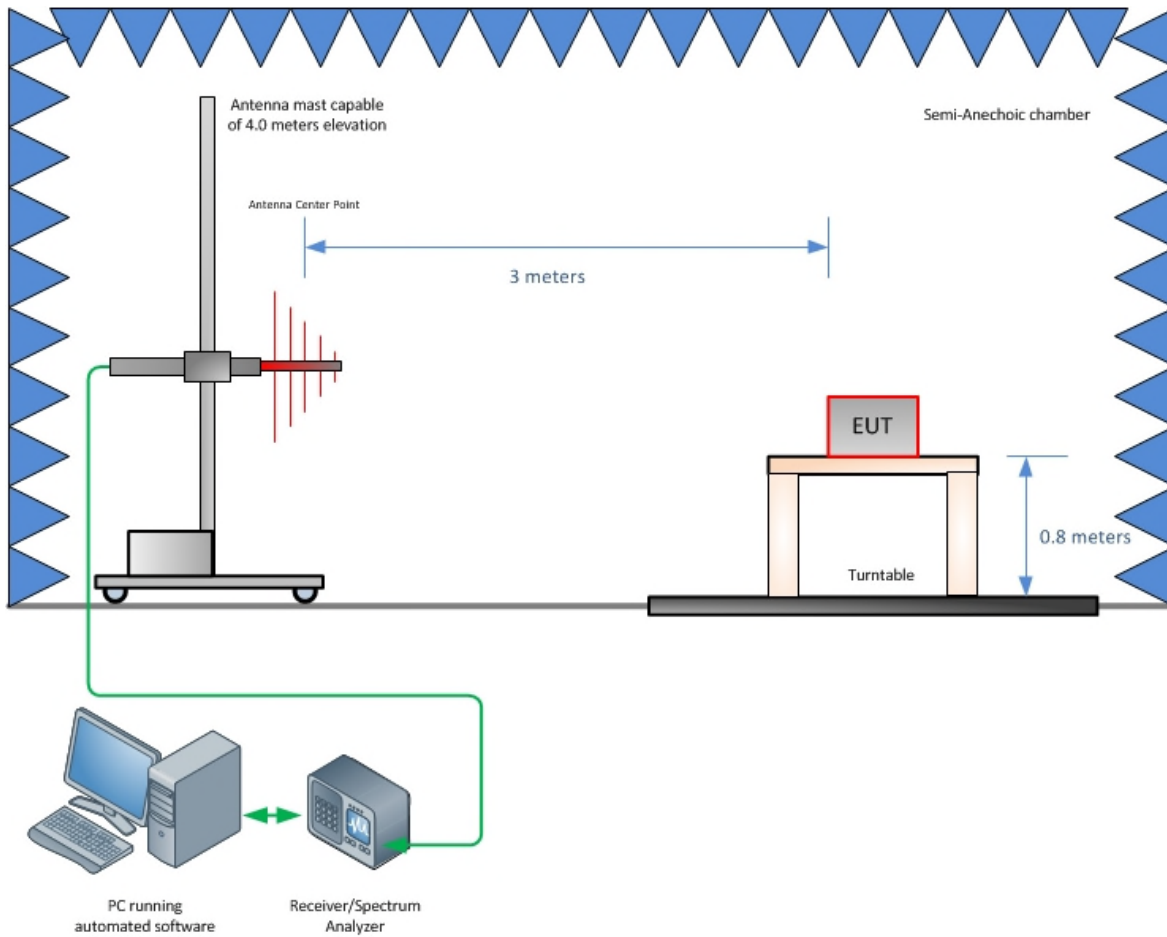 Antenna mast capable
of 4.0 meters elevation
Semi-Anechoic chamber
Antenna Center Point
3 meters
EUT
0.8 meters
Turntable
PC running
automated software
Receiver/Spectrum
Analyzer